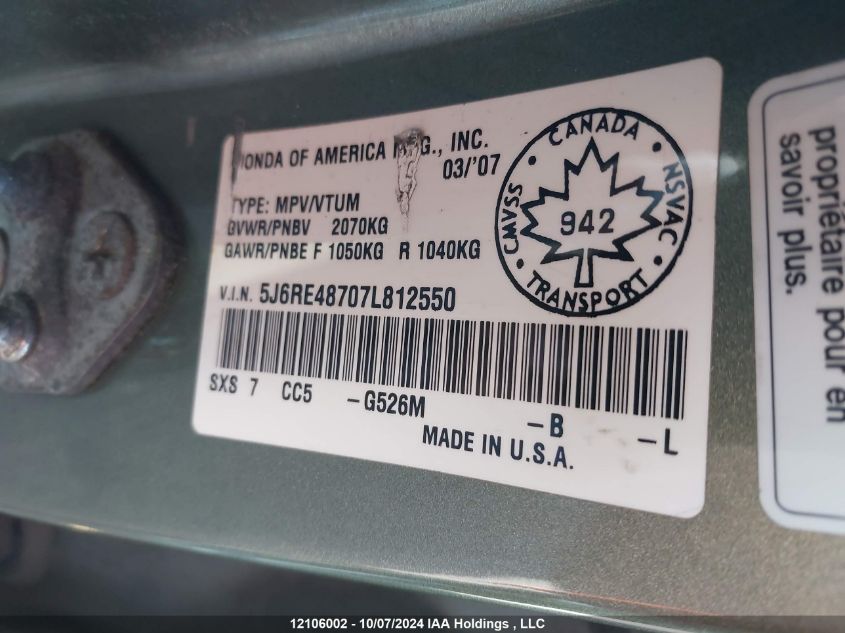 HONDA OF AMERICA MFG., INC.
03/'07
TYPE: MPV/VTUM
GVWR/PNBV 2070KG
GAWR/PNBE F 1050KG R 1040KG
V.I.N. 5J6RE48707L812550
SXS 7 CC5 -G526M -B -L
MADE IN U.S.A.
CANADA
CMVSS
NSVAC
942
TRANSPORT
propriétaire pour en
savoir plus.
12106002 - 10/07/2024 IAA Holdings , LLC